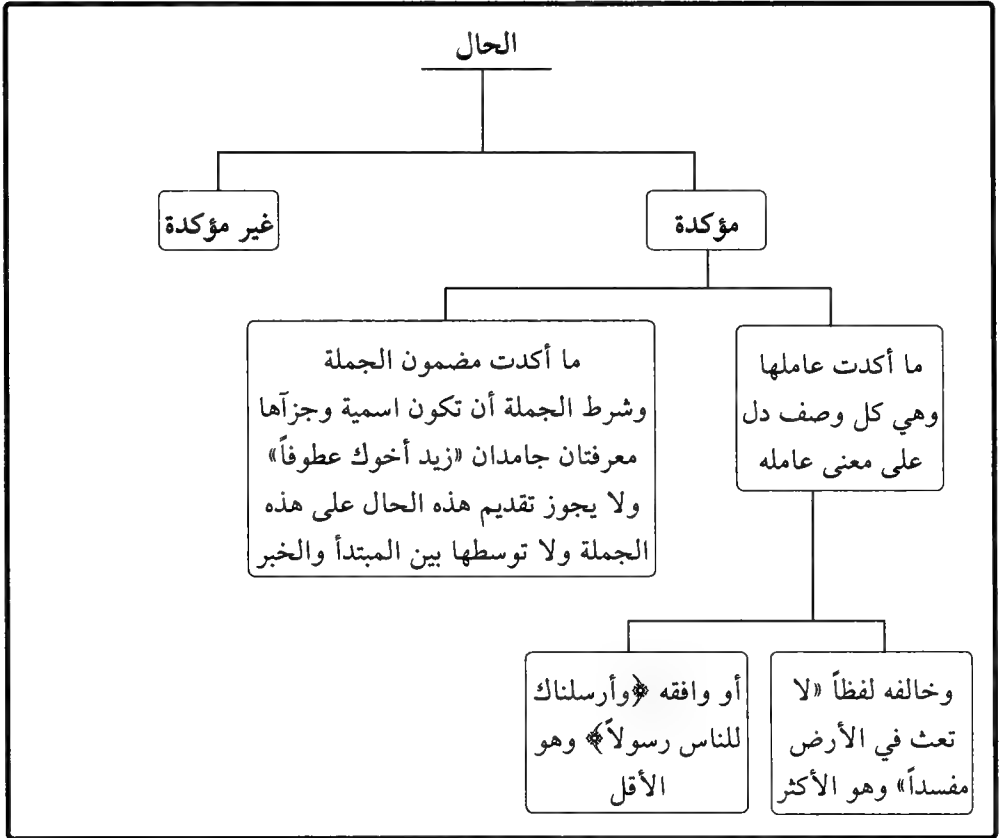 الحال
مؤكدة
غير مؤكدة
ما أكدت عاملها
وهي كل وصف دل
على معنى عامله
ما أكدت مضمون الجملة
وشرط الجملة أن تكون اسمية وجزآها
معرفتان جامدان «زيد أخوك عطوفاً»
ولا يجوز تقديم هذه الحال على هذه
الجملة ولا توسطها بين المبتدأ والخبر
وخالفه لفظاً «لا
تعث في الأرض
مفسداً» وهو الأكثر
أو وافقه ﴿وأرسلناك
للناس رسولاً﴾ وهو
الأقل